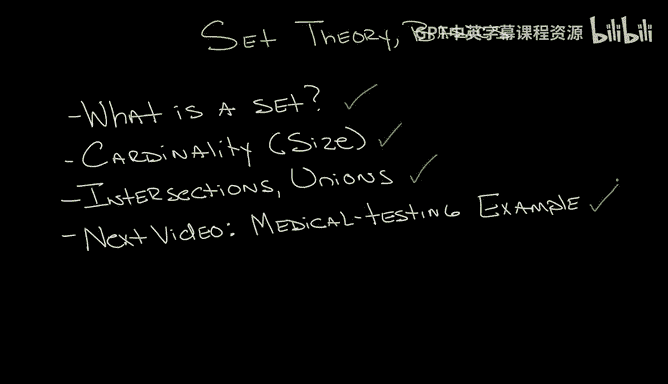 Set Theory,
GPT中英字幕课程资源 bilibili
- What is a set? ✓
- Cardinality (Size) ✓
- Intersections, Unions ✓
- Next Video: Medical-testing Example ✓